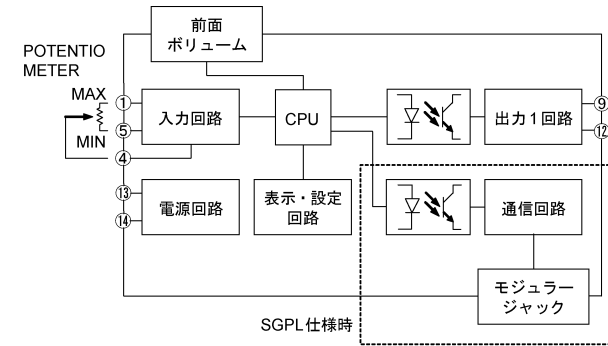 前面
ボリューム
POTENTIO
METER
MAX
MIN
①
⑤
④
⑬
⑭
入力回路
CPU
出力1回路
⑨
⑫
電源回路
表示・設定
回路
通信回路
モジュラー
ジャック
SGPL仕様時